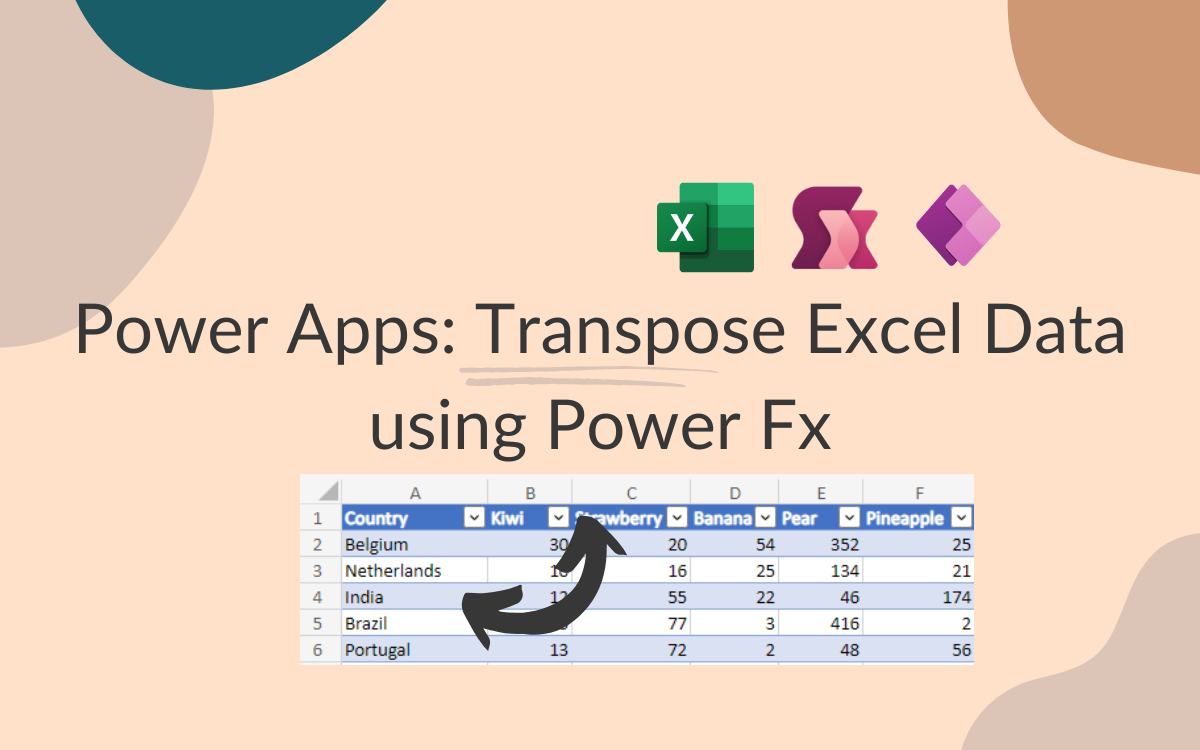 X
Power Apps: Transpose Excel Data
using Power Fx
A B C D E F
1 Country Kiwi Strawberry Banana Pear Pineapple
2 Belgium 30 20 54 352 25
3 Netherlands 16 25 134 21
4 India 55 22 46 174
5 Brazil 77 3 416 2
6 Portugal 13 72 2 48 56